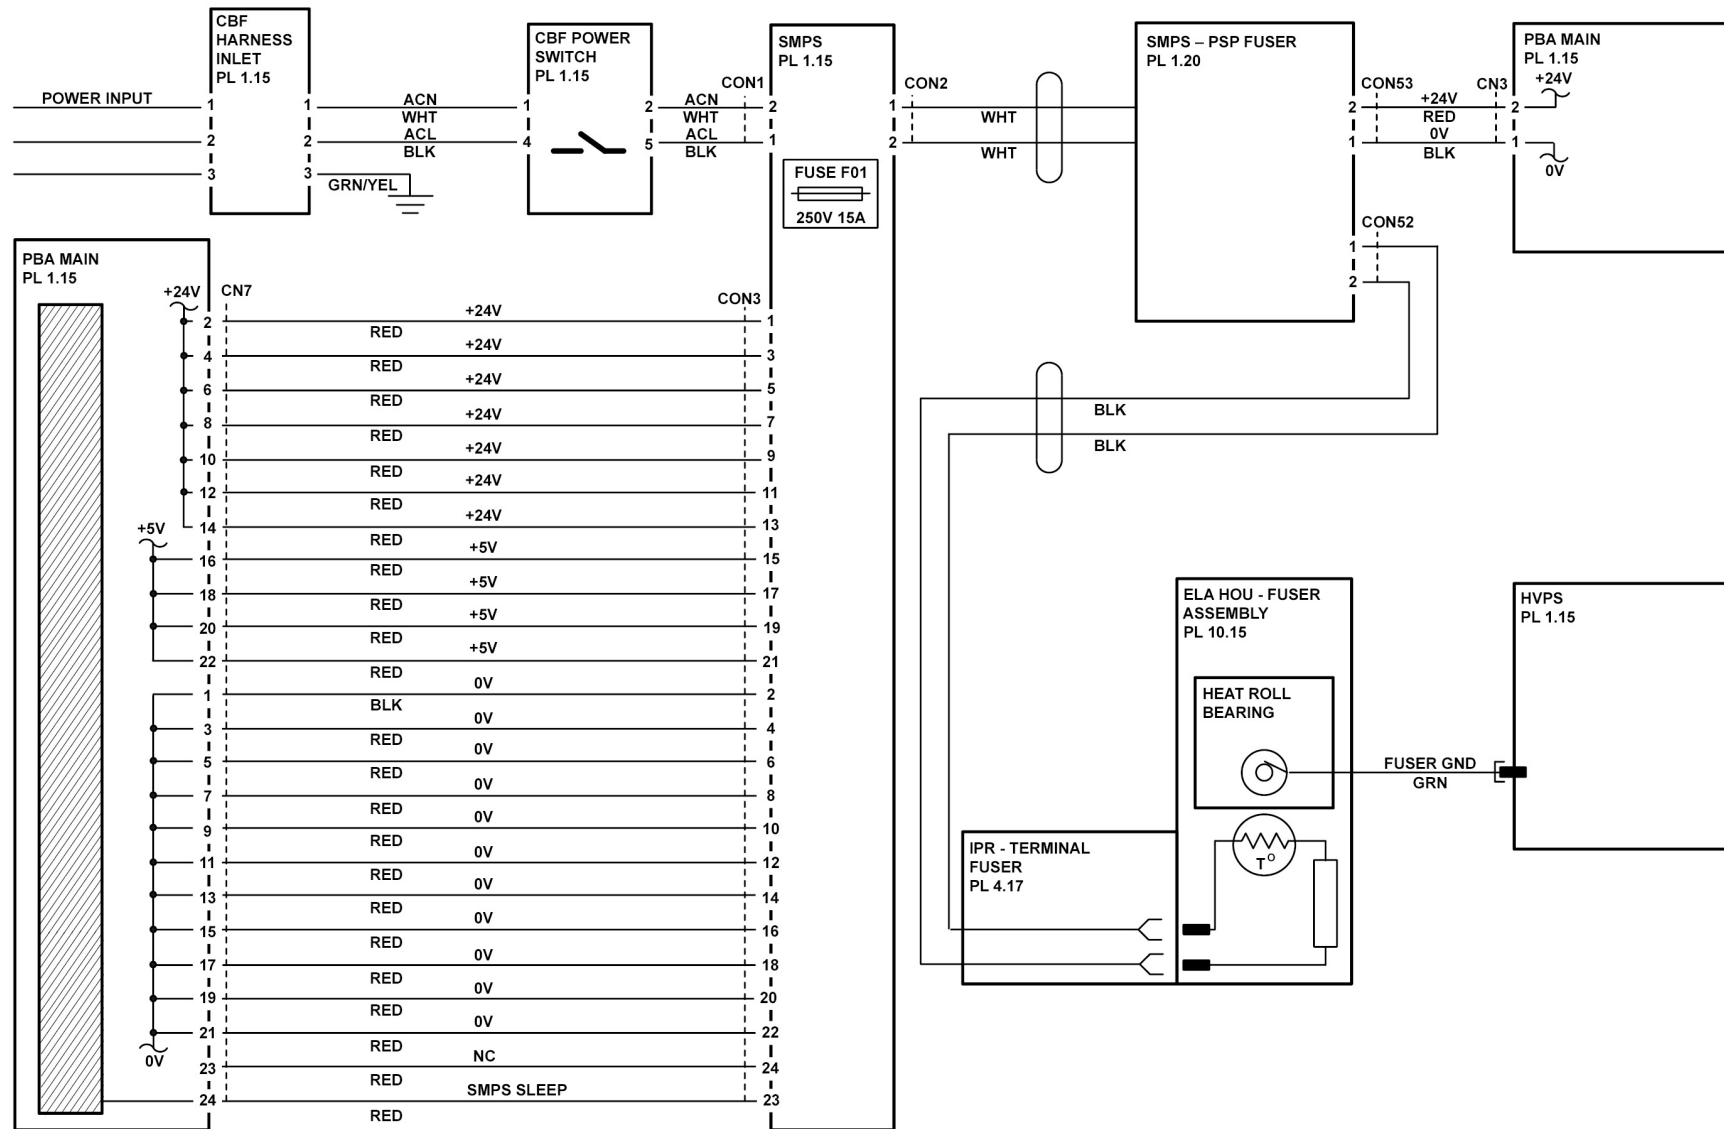 CBF
HARNESS
INLET
PL 1.15
POWER INPUT
1
2
3
1
2
3
ACN
WHT
ACL
BLK
GRN/YEL
CBF POWER
SWITCH
PL 1.15
1
4
2
5
ACN
WHT
ACL
BLK
CON1
SMPS
PL 1.15
2
1
1
2
FUSE F01
250V 15A
CON2
WHT
WHT
SMPS – PSP FUSER
PL 1.20
2
1
CON53
+24V
RED
0V
BLK
CN3
PBA MAIN
PL 1.15
+24V
2
1
0V
CON52
1
2
BLK
BLK
PBA MAIN
PL 1.15
+24V
CN7
CON3
2 +24V 1
RED
4 +24V 3
RED
6 +24V 5
RED
8 +24V 7
RED
10 +24V 9
RED
12 +24V 11
RED
14 +24V 13
RED
+5V
16 +5V 15
RED
18 +5V 17
RED
20 +5V 19
RED
22 +5V 21
RED
1 0V 2
BLK
3 0V 4
RED
5 0V 6
RED
7 0V 8
RED
9 0V 10
RED
11 0V 12
RED
13 0V 14
RED
15 0V 16
RED
17 0V 18
RED
19 0V 20
RED
21 0V 22
RED
0V
23 NC 24
RED
24 SMPS SLEEP 23
RED
ELA HOU - FUSER
ASSEMBLY
PL 10.15
HEAT ROLL
BEARING
FUSER GND
GRN
HVPS
PL 1.15
IPR - TERMINAL
FUSER
PL 4.17
T°